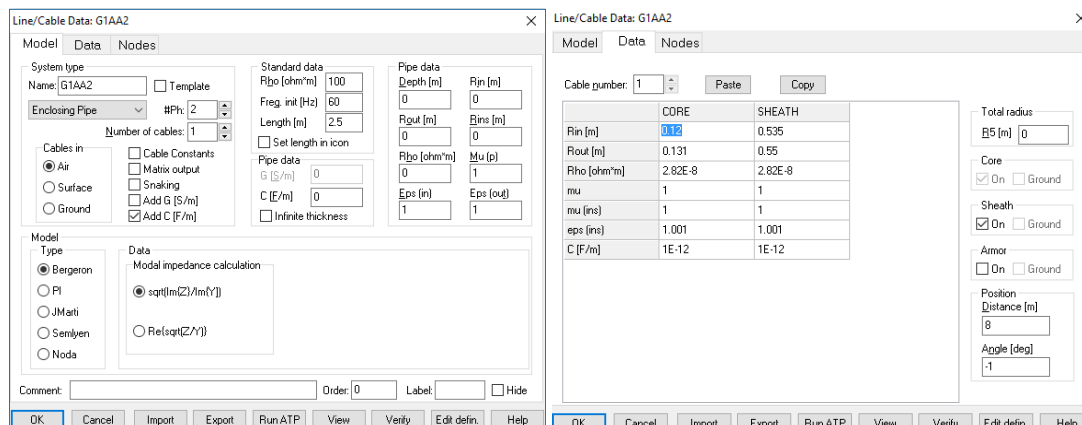 Line/Cable Data: G1AA2
Model Data Nodes
System type
Name: G1AA2 Template
Enclosing Pipe #Ph: 2
Number of cables: 1
Cables in
Air
Surface
Ground
Cable Constants
Matrix output
Snaking
Add G [S/m]
Add C [F/m]
Standard data
Rho [ohm*m] 100
Freq. init [Hz] 60
Length [m] 2.5
Set length in icon
Pipe data
G [S/m] 0
C [F/m] 0
Infinite thickness
Pipe data
Depth [m] Rin [m]
0 0
Rout [m] Rins [m]
0 0
Rho [ohm*m] Mu (p)
0 1
Eps (in) Eps (out)
1 1
Model
Type
Bergeron
PI
JMarti
Semlyen
Noda
Data
Modal impedance calculation
sqrt(Im{Z}/Im{Y})
Re{sqrt(Z/Y)}
Comment: Order: 0 Label: Hide
OK Cancel Import Export Run ATP View Verify Edit defin. Help
Line/Cable Data: G1AA2
Model Data Nodes
Cable number: 1 Paste Copy
CORE SHEATH
Rin [m] 0.12 0.535
Rout [m] 0.131 0.55
Rho [ohm*m] 2.82E-8 2.82E-8
mu 1 1
mu (ins) 1 1
eps (ins) 1.001 1.001
C [F/m] 1E-12 1E-12
Total radius
R5 [m] 0
Core
On Ground
Sheath
On Ground
Armor
On Ground
Position
Distance [m]
8
Angle [deg]
-1
OK Cancel Import Export Run ATP View Verify Edit defin. Help